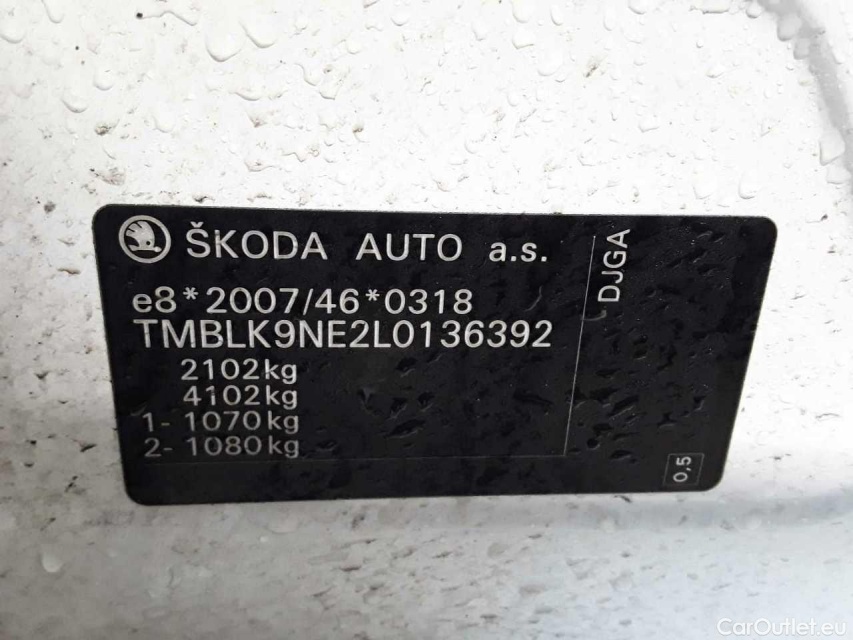 ŠKODA AUTO a.s.
e8*2007/46*0318
TMBLK9NE2L0136392
2102kg
4102kg
1- 1070kg
2- 1080kg
DJGA
0,5
CarOutlet.eu